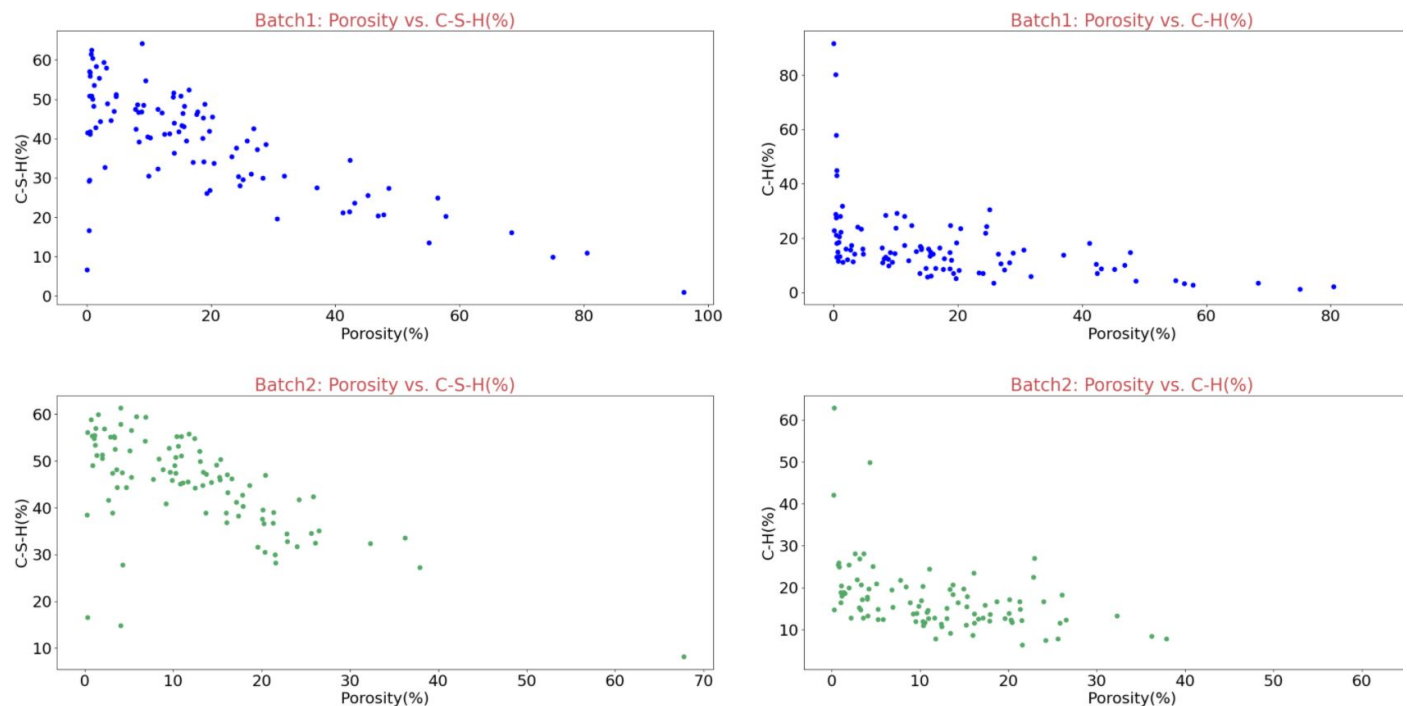 Batch1: Porosity vs. C-S-H(%)
60
50
40
30
20
10
0
C-S-H(%)
0 20 40 60 80 100
Porosity(%)
Batch1: Porosity vs. C-H(%)
80
60
40
20
0
C-H(%)
0 20 40 60 80
Porosity(%)
Batch2: Porosity vs. C-S-H(%)
60
50
40
30
20
10
C-S-H(%)
0 10 20 30 40 50 60 70
Porosity(%)
Batch2: Porosity vs. C-H(%)
60
50
40
30
20
10
C-H(%)
0 10 20 30 40 50 60
Porosity(%)